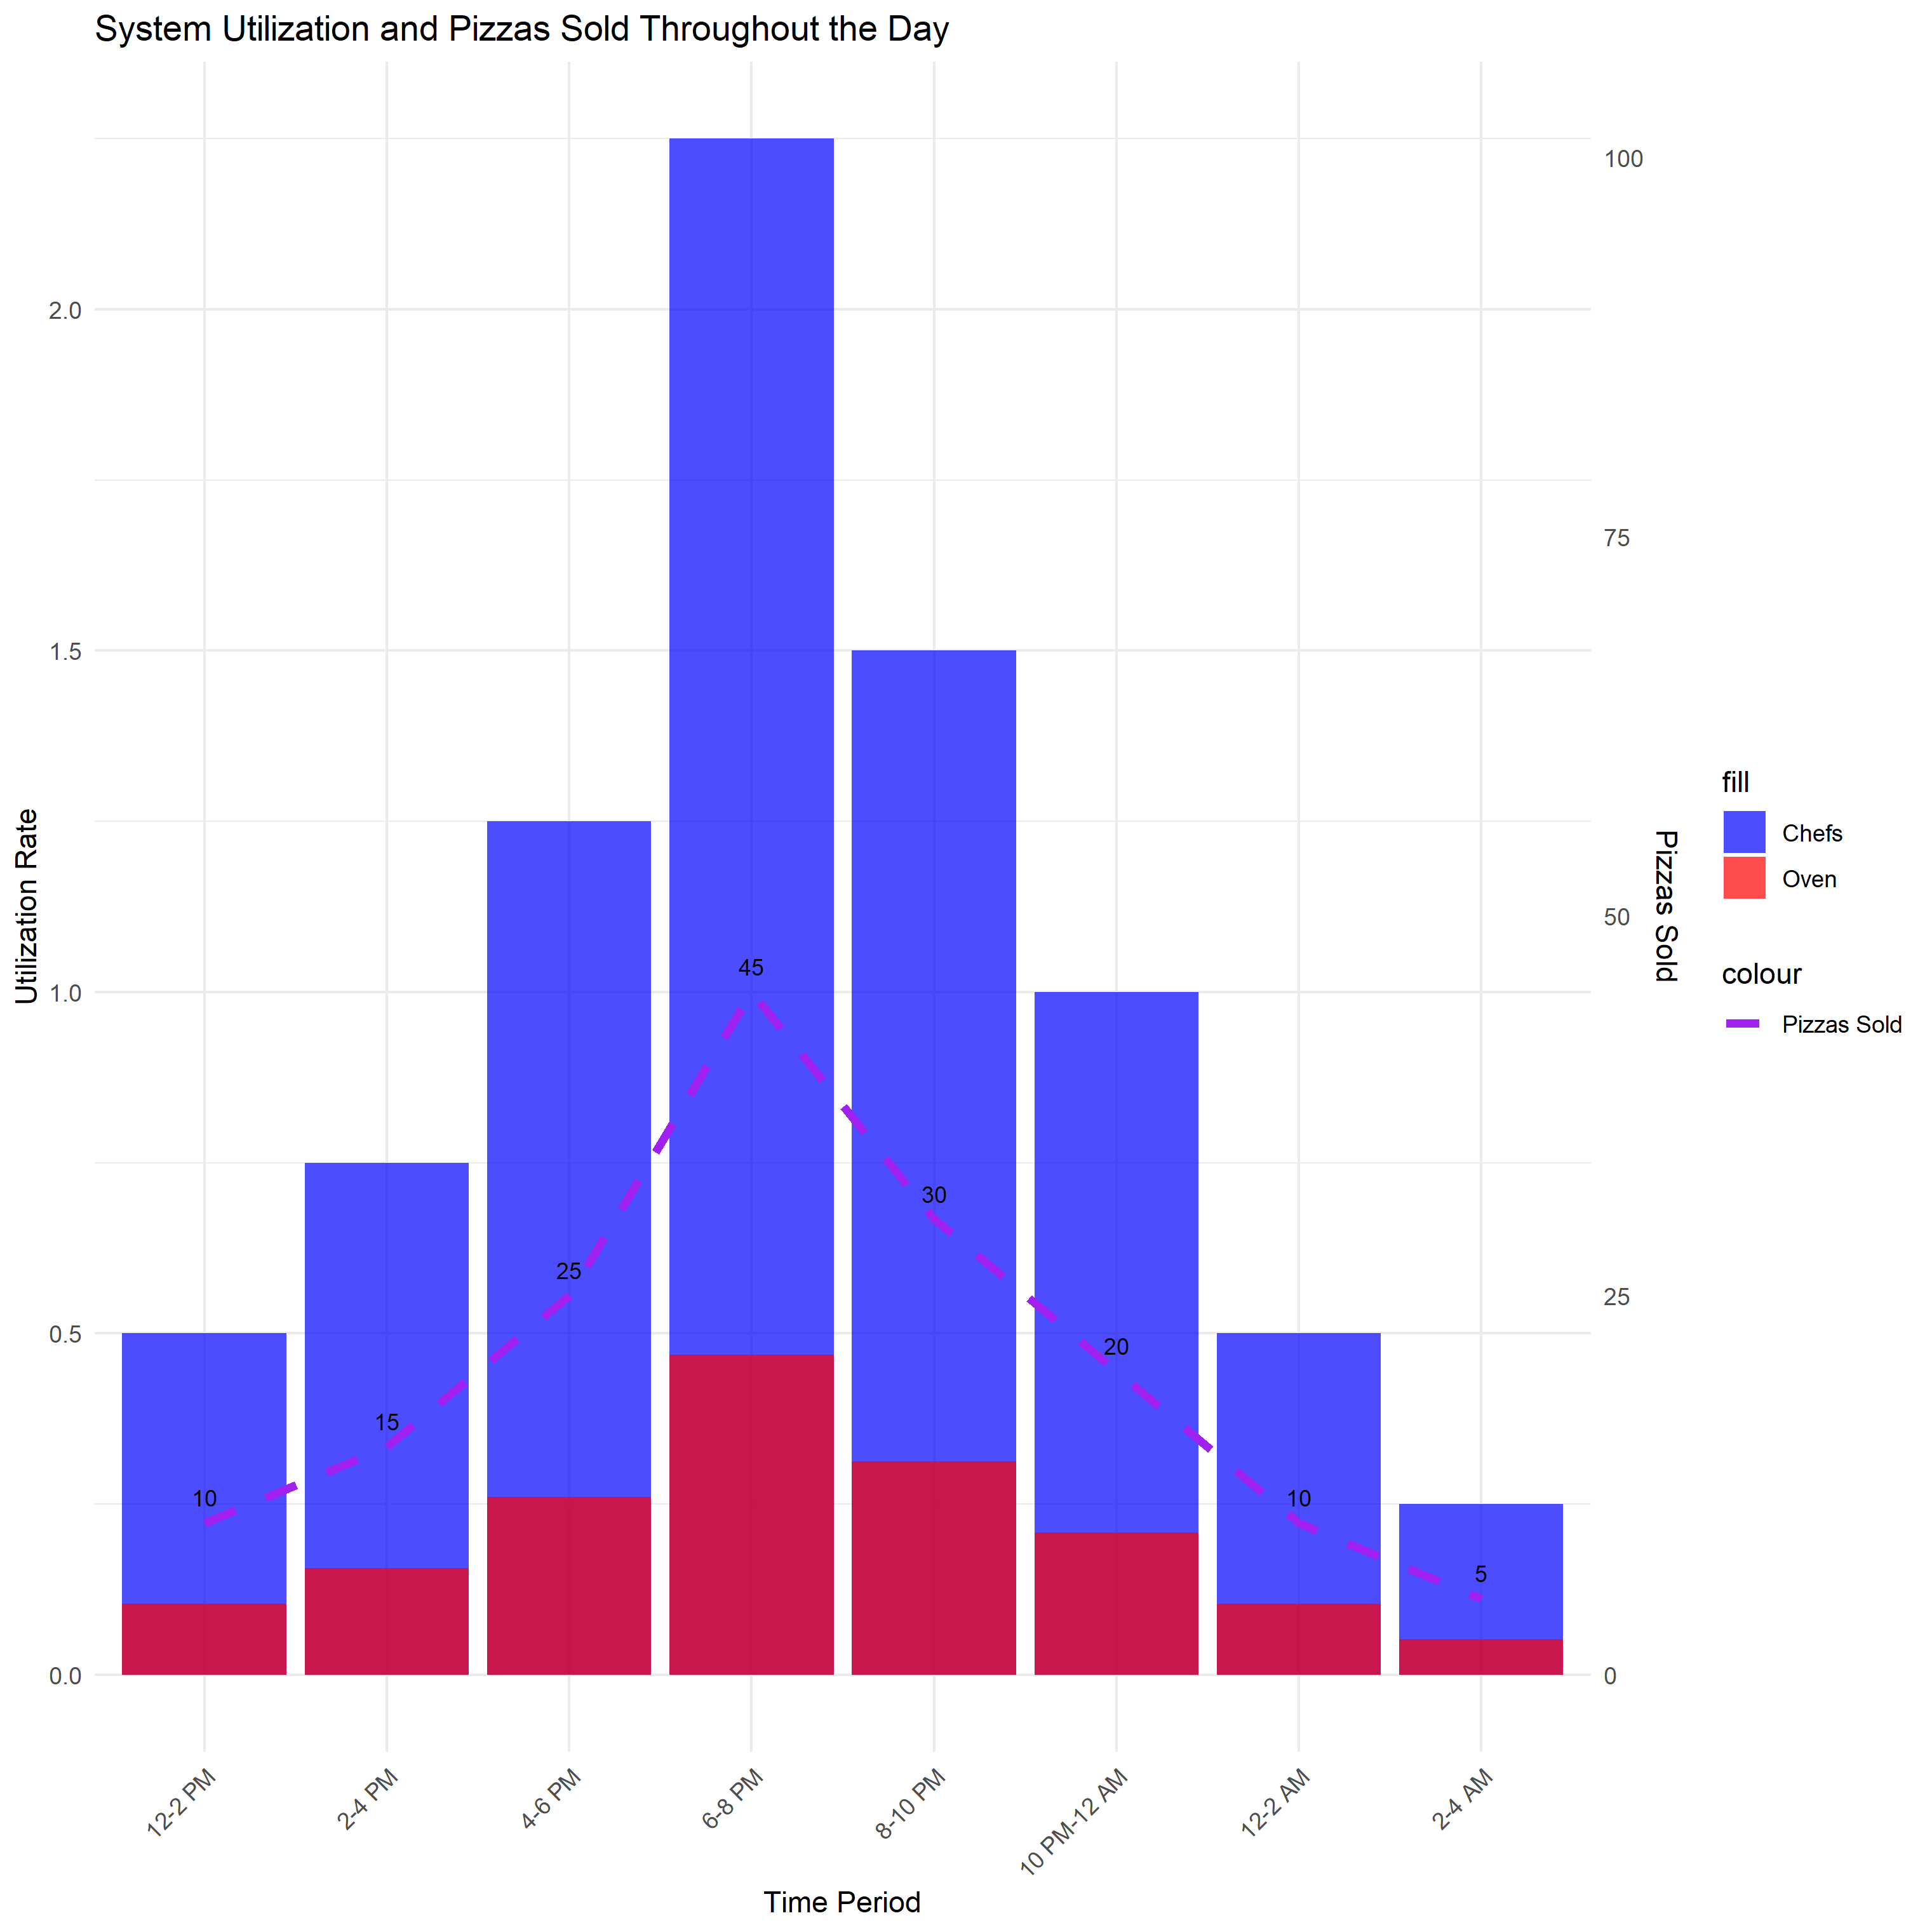 System Utilization and Pizzas Sold Throughout the Day
Utilization Rate
2.0
1.5
1.0
0.5
0.0
10
15
25
45
30
20
10
5
100
75
50
25
0
Pizzas Sold
12-2 PM
2-4 PM
4-6 PM
6-8 PM
8-10 PM
10 PM-12 AM
12-2 AM
2-4 AM
Time Period
fill
Chefs
Oven
colour
Pizzas Sold